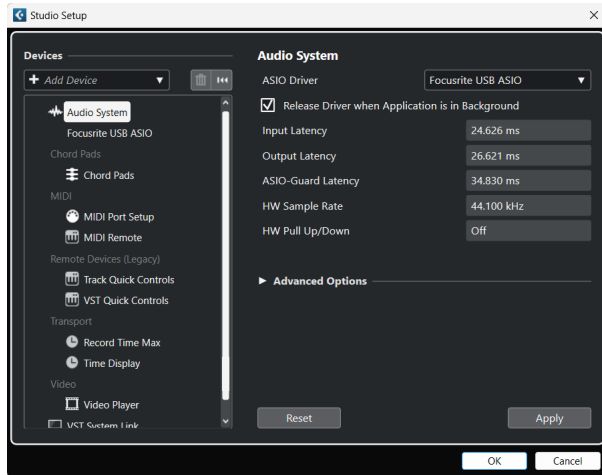 Studio Setup
Devices
Add Device
Audio System
Focusrite USB ASIO
Chord Pads
Chord Pads
MIDI
MIDI Port Setup
MIDI Remote
Remote Devices (Legacy)
Track Quick Controls
VST Quick Controls
Transport
Record Time Max
Time Display
Video
Video Player
VST System Link
Audio System
ASIO Driver Focusrite USB ASIO
Release Driver when Application is in Background
Input Latency 24.626 ms
Output Latency 26.621 ms
ASIO-Guard Latency 34.830 ms
HW Sample Rate 44.100 kHz
HW Pull Up/Down Off
Advanced Options
Reset Apply
OK Cancel